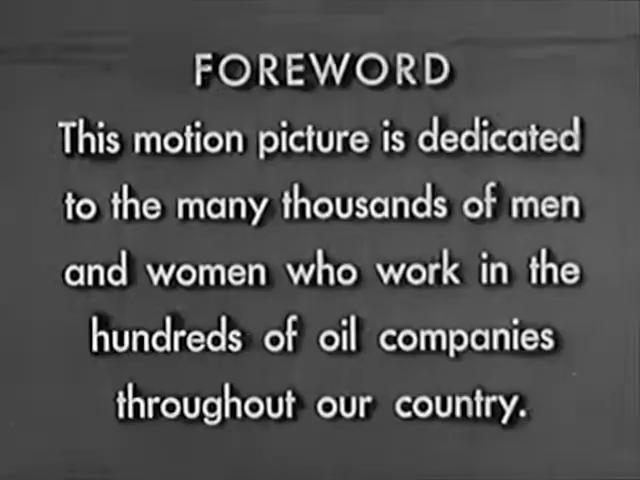 FOREWORD
This motion picture is dedicated
to the many thousands of men
and women who work in the
hundreds of oil companies
throughout our country.